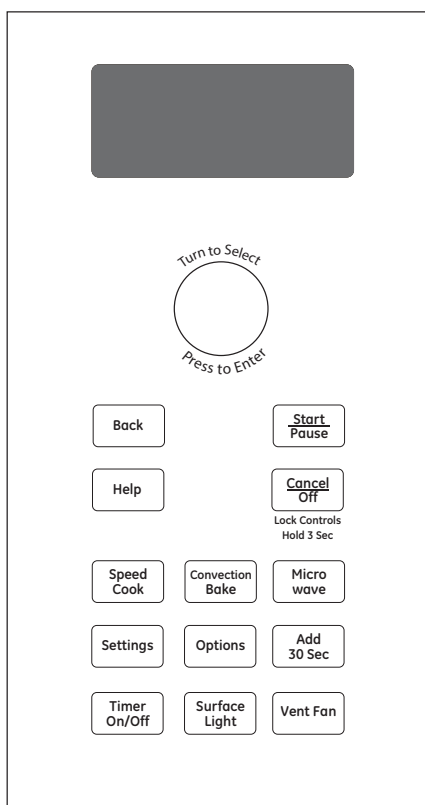 Turn to Select
Press to Enter
Back
Start
Pause
Help
Cancel
Off
Lock Controls
Hold 3 Sec
Speed
Cook
Convection
Bake
Micro
wave
Settings
Options
Add
30 Sec
Timer
On/Off
Surface
Light
Vent Fan